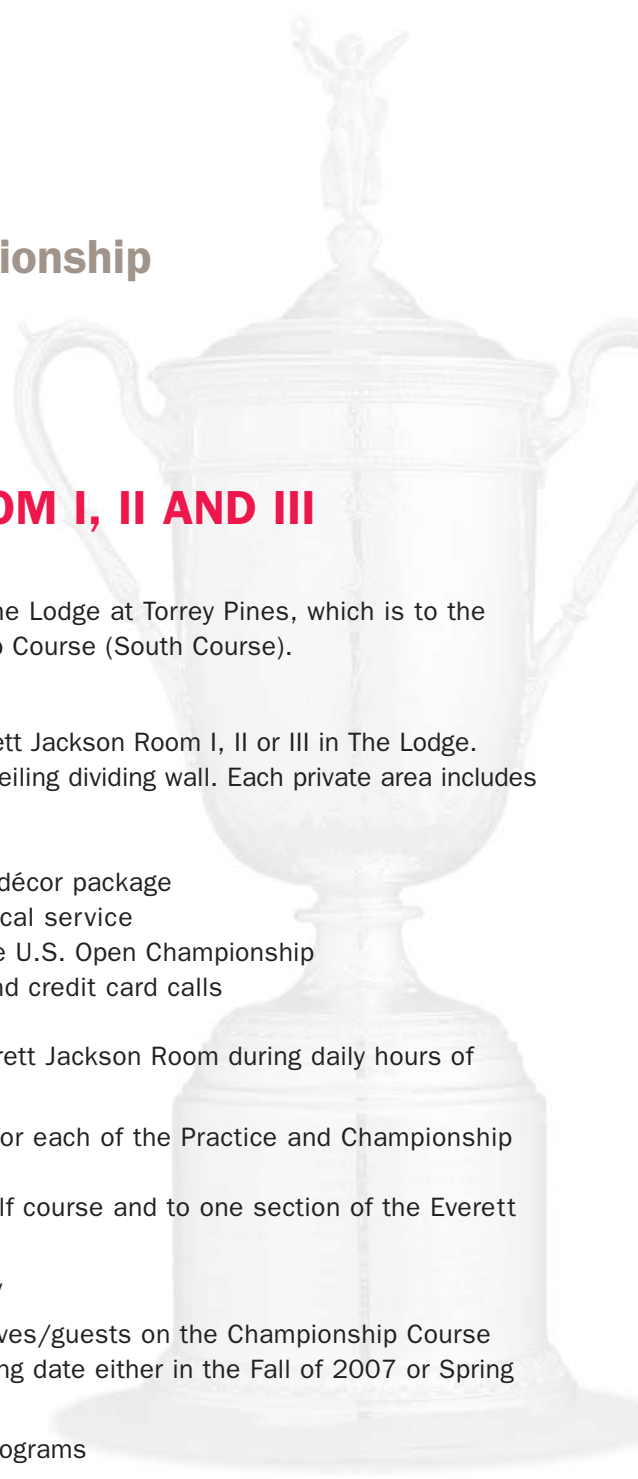 ionship
OM I, II AND III
he Lodge at Torrey Pines, which is to the
p Course (South Course).
ett Jackson Room I, II or III in The Lodge.
eiling dividing wall. Each private area includes
décor package
cal service
e U.S. Open Championship
nd credit card calls
rett Jackson Room during daily hours of
or each of the Practice and Championship
lf course and to one section of the Everett
y
ves/guests on the Championship Course
ng date either in the Fall of 2007 or Spring
ograms